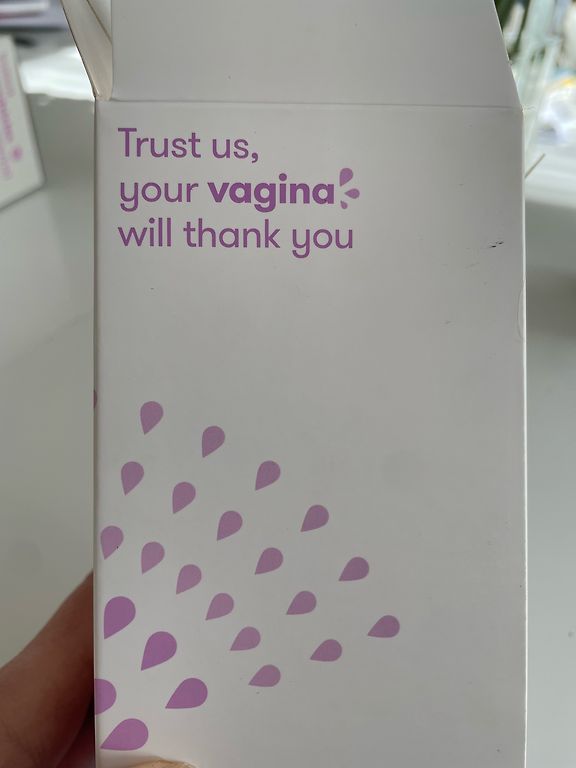 Trust us,
your vagina
will thank you